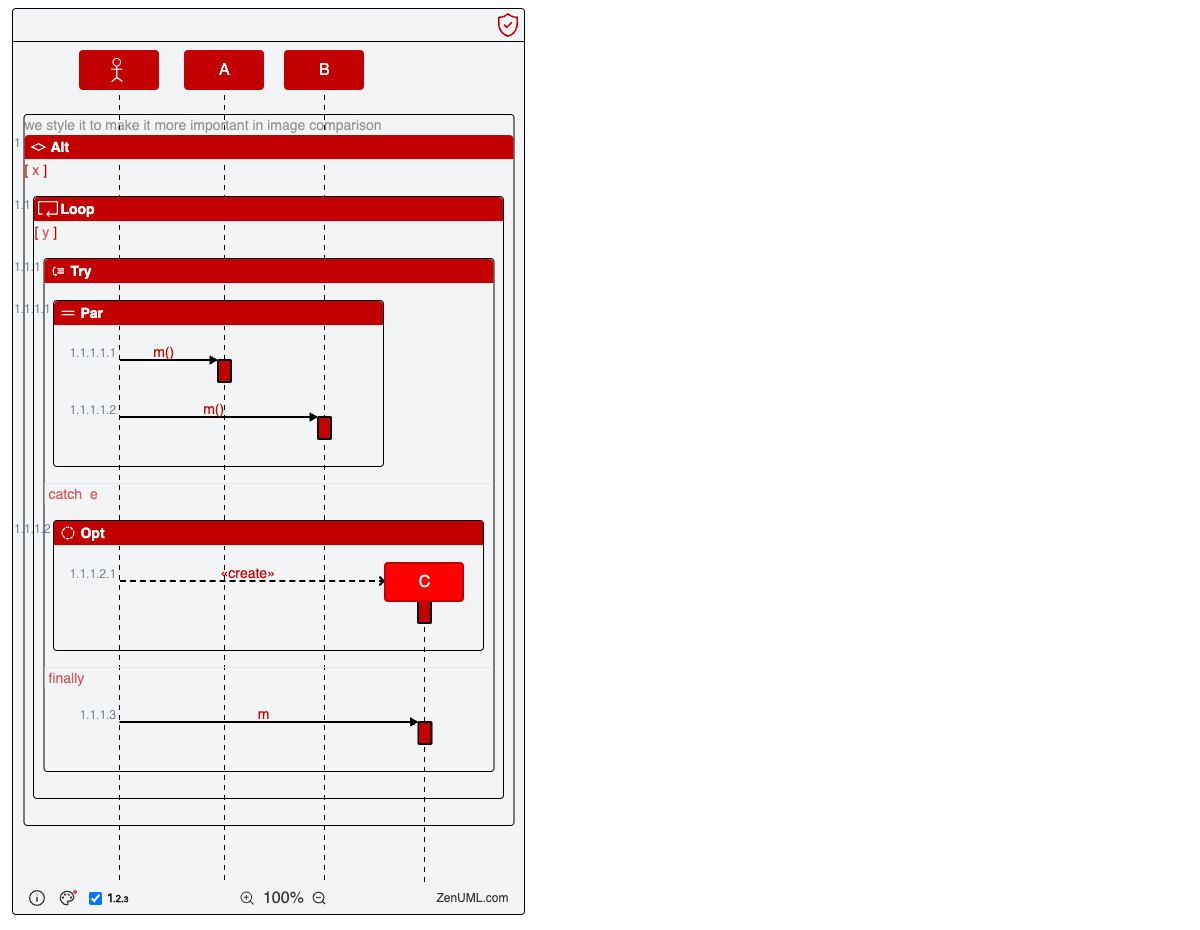 A
B
we style it to make it more important in image comparison
1
Alt
[ x ]
1.1
Loop
[ y ]
1.1.1
Try
1.1.1.1
Par
1.1.1.1.1
m()
1.1.1.1.2
m()
catch e
1.1.1.2
Opt
1.1.1.2.1
«create»
C
finally
1.1.1.3
m
1.2.3
100%
ZenUML.com